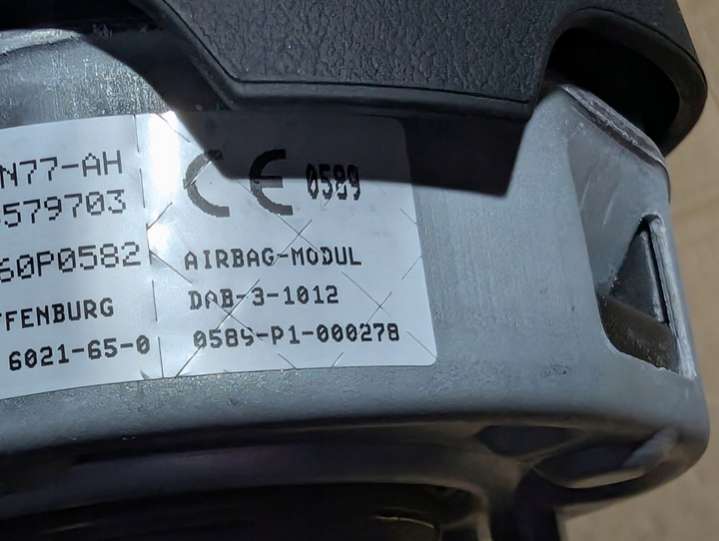 N77-AH
579703
60P0582
FFENBURG
6021-65-0
CE 0589
AIRBAG-MODUL
DAB-3-1012
0589-P1-000278